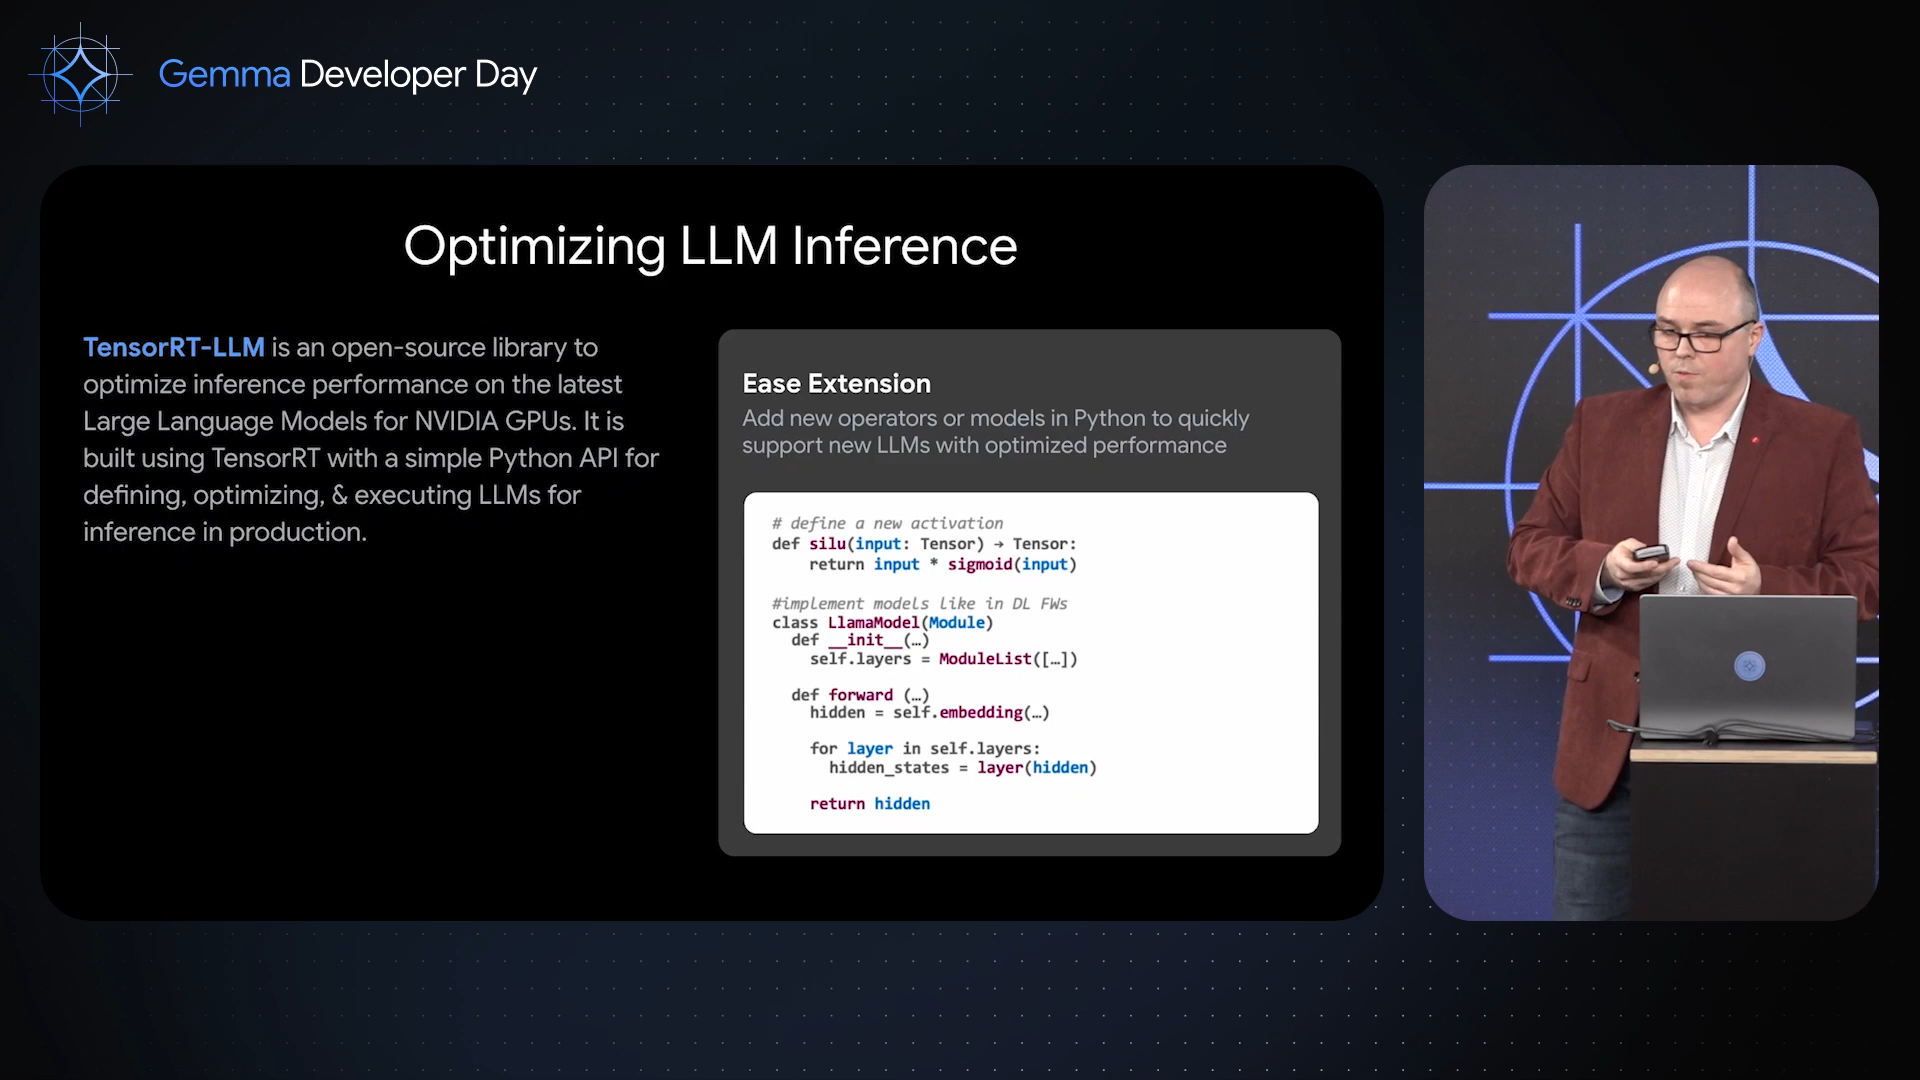 Gemma Developer Day
Optimizing LLM Inference
TensorRT-LLM is an open-source library to
optimize inference performance on the latest
Large Language Models for NVIDIA GPUs. It is
built using TensorRT with a simple Python API for
defining, optimizing, & executing LLMs for
inference in production.
Ease Extension
Add new operators or models in Python to quickly
support new LLMs with optimized performance
# define a new activation
def silu(input: Tensor) → Tensor:
    return input * sigmoid(input)
#implement models like in DL FWs
class LlamaModel(Module)
  def __init__(…)
    self.layers = ModuleList([…])
  def forward (…)
    hidden = self.embedding(…)
    for layer in self.layers:
      hidden_states = layer(hidden)
    return hidden